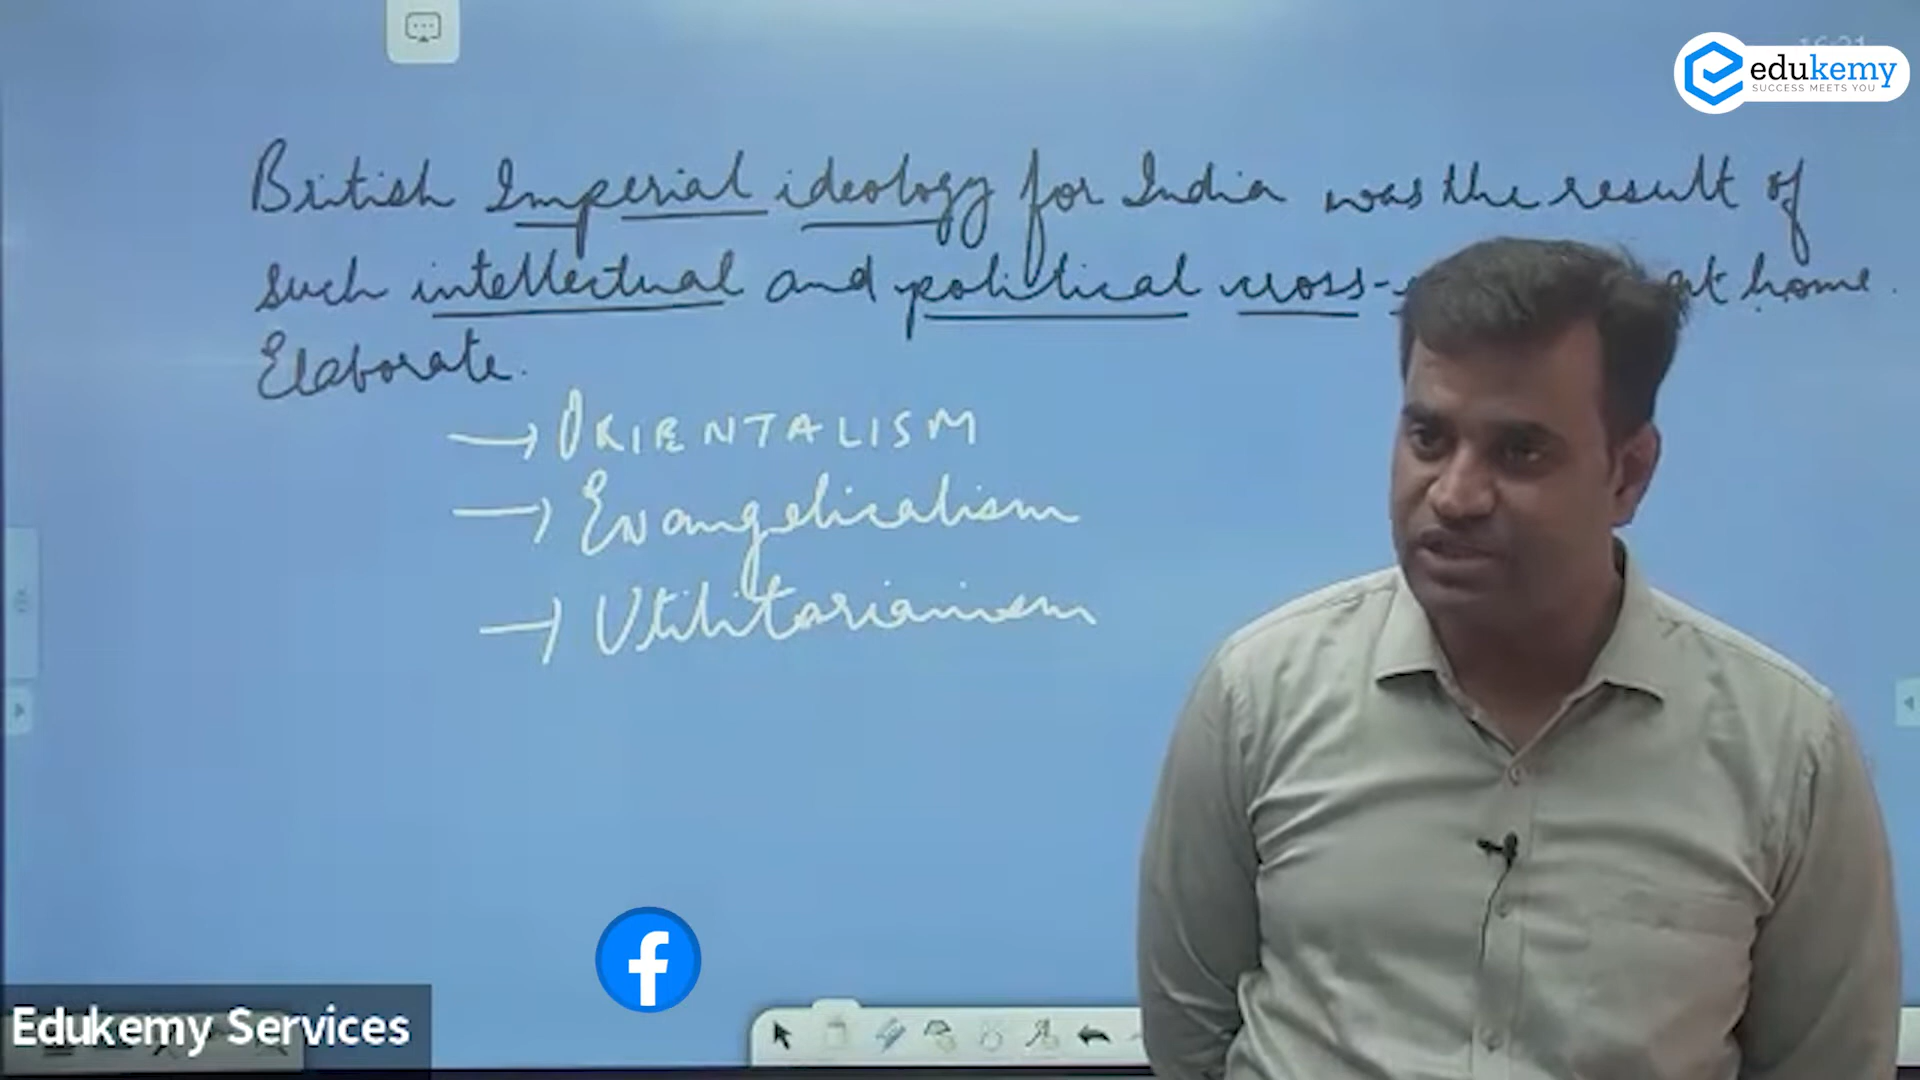 edukemy
SUCCESS MEETS YOU
British Imperial ideology for India was the result of
such intellectual and political cross- at home.
Elaborate.
→ ORIENTALISM
→ Evangelicalism
→ Utilitarianism
Edukemy Services